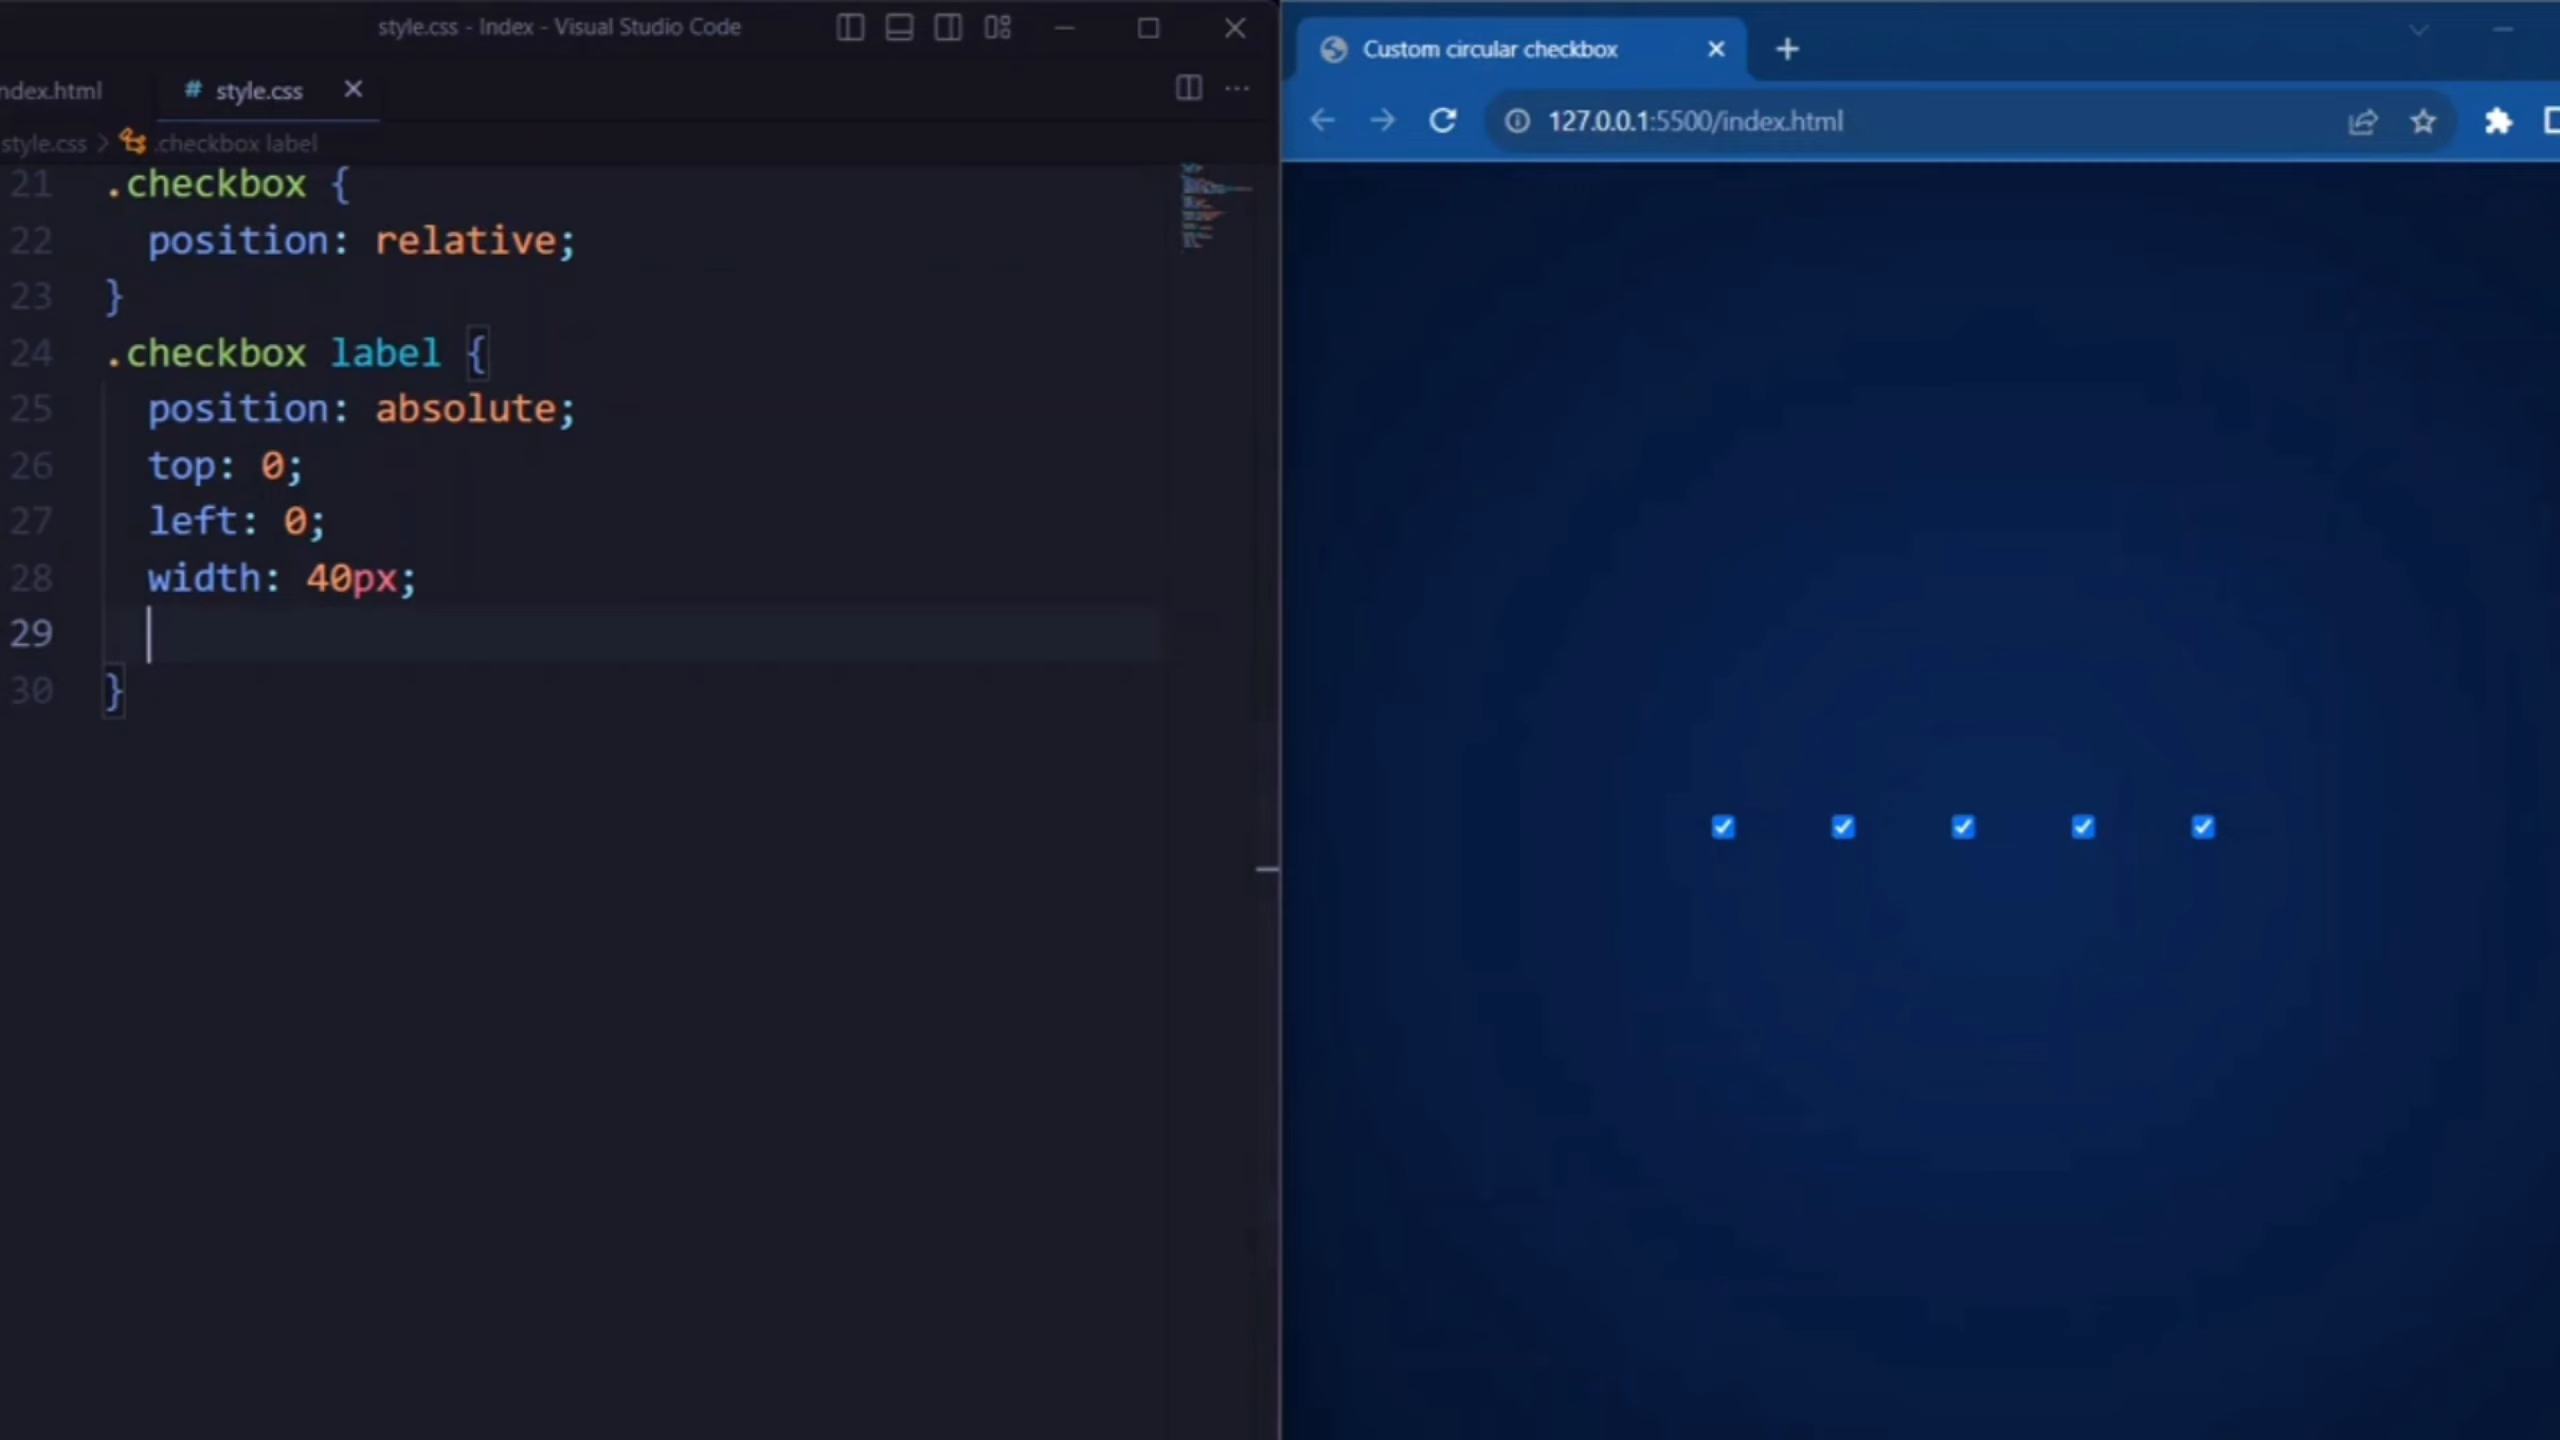 style.css - Index - Visual Studio Code
ndex.html
# style.css
style.css > .checkbox label
21 .checkbox {
22 position: relative;
23 }
24 .checkbox label {
25 position: absolute;
26 top: 0;
27 left: 0;
28 width: 40px;
29
30 }
Custom circular checkbox
127.0.0.1:5500/index.html